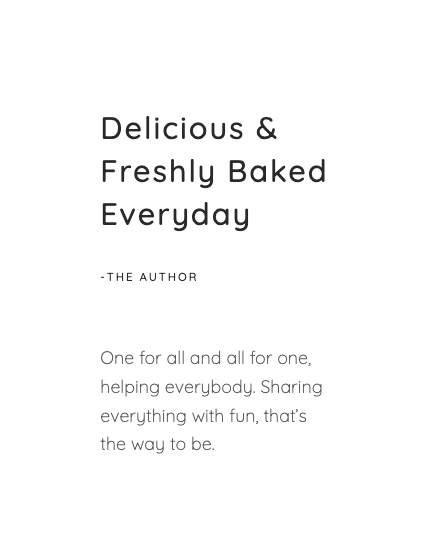 Delicious &
Freshly Baked
Everyday
-THE AUTHOR
One for all and all for one,
helping everybody. Sharing
everything with fun, that’s
the way to be.